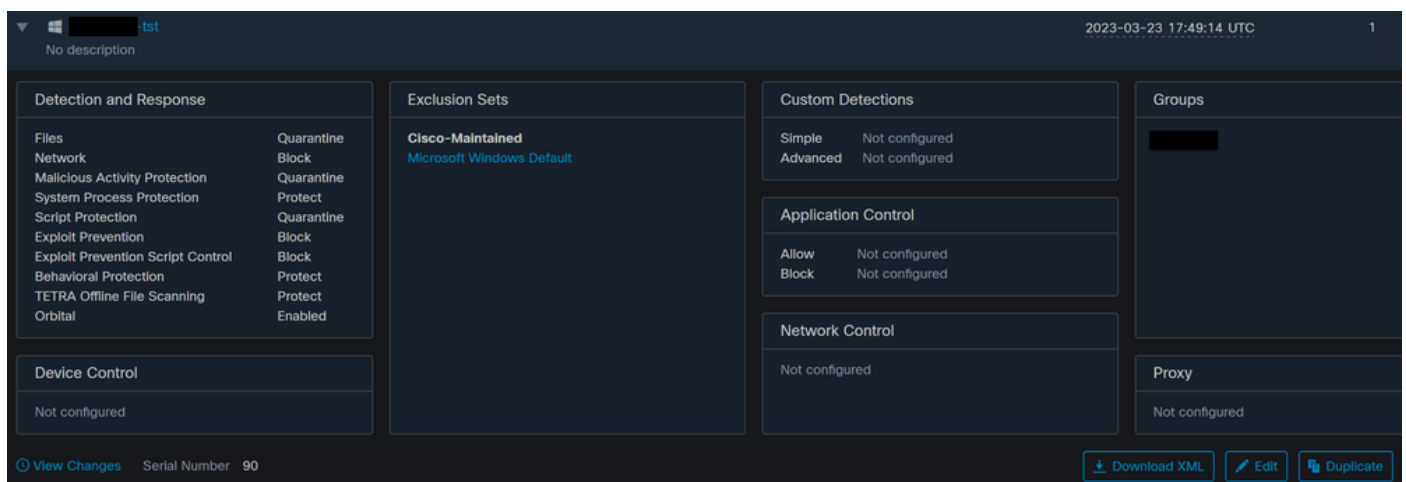 -tst
2023-03-23 17:49:14 UTC
1
No description
Detection and Response
Files Quarantine
Network Block
Malicious Activity Protection Quarantine
System Process Protection Protect
Script Protection Quarantine
Exploit Prevention Block
Exploit Prevention Script Control Block
Behavioral Protection Protect
TETRA Offline File Scanning Protect
Orbital Enabled
Device Control
Not configured
Exclusion Sets
Cisco-Maintained
Microsoft Windows Default
Custom Detections
Simple Not configured
Advanced Not configured
Application Control
Allow Not configured
Block Not configured
Network Control
Not configured
Groups
Proxy
Not configured
View Changes Serial Number 90
Download XML
Edit
Duplicate